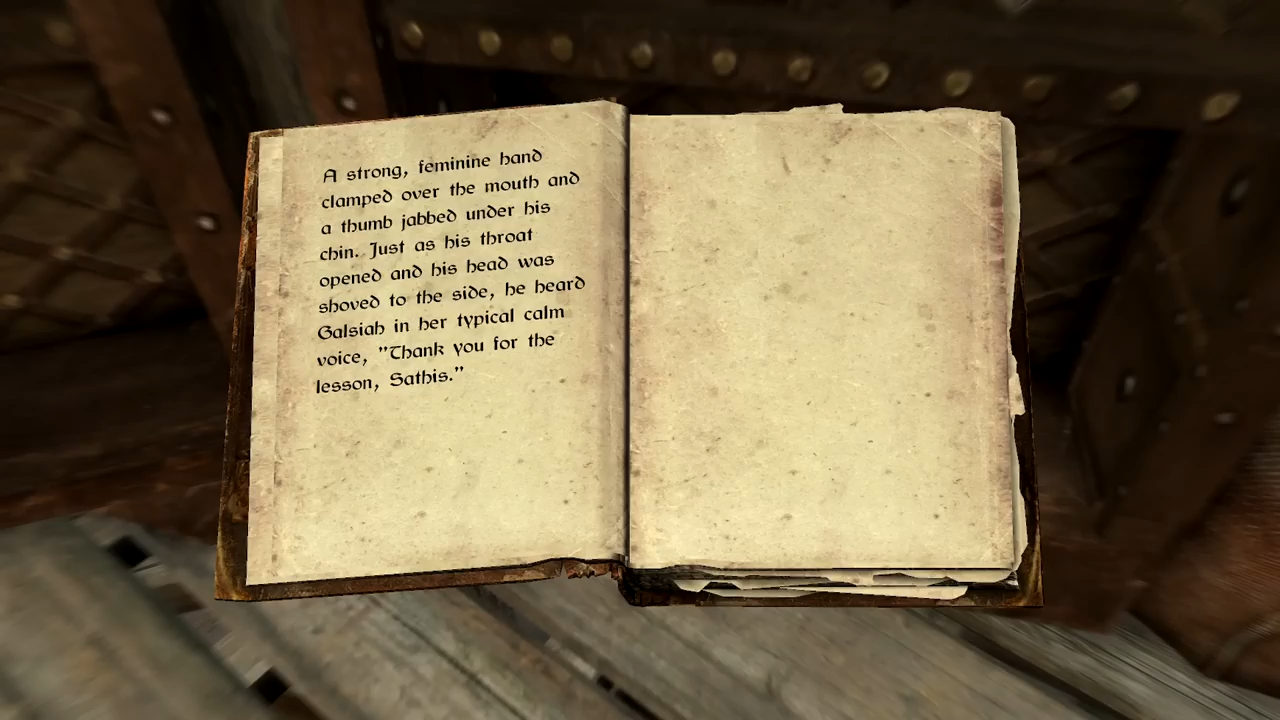 A strong, feminine hand
clamped over the mouth and
a thumb jabbed under his
chin. Just as his throat
opened and his head was
shoved to the side, he heard
Galsiah in her typical calm
voice, "Thank you for the
lesson, Sathis."